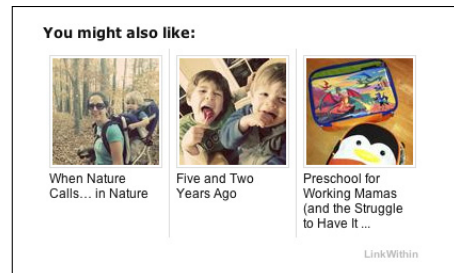 You might also like:
When Nature
Calls... in Nature
Five and Two
Years Ago
Preschool for
Working Mamas
(and the Struggle
to Have It ...
LinkWithin